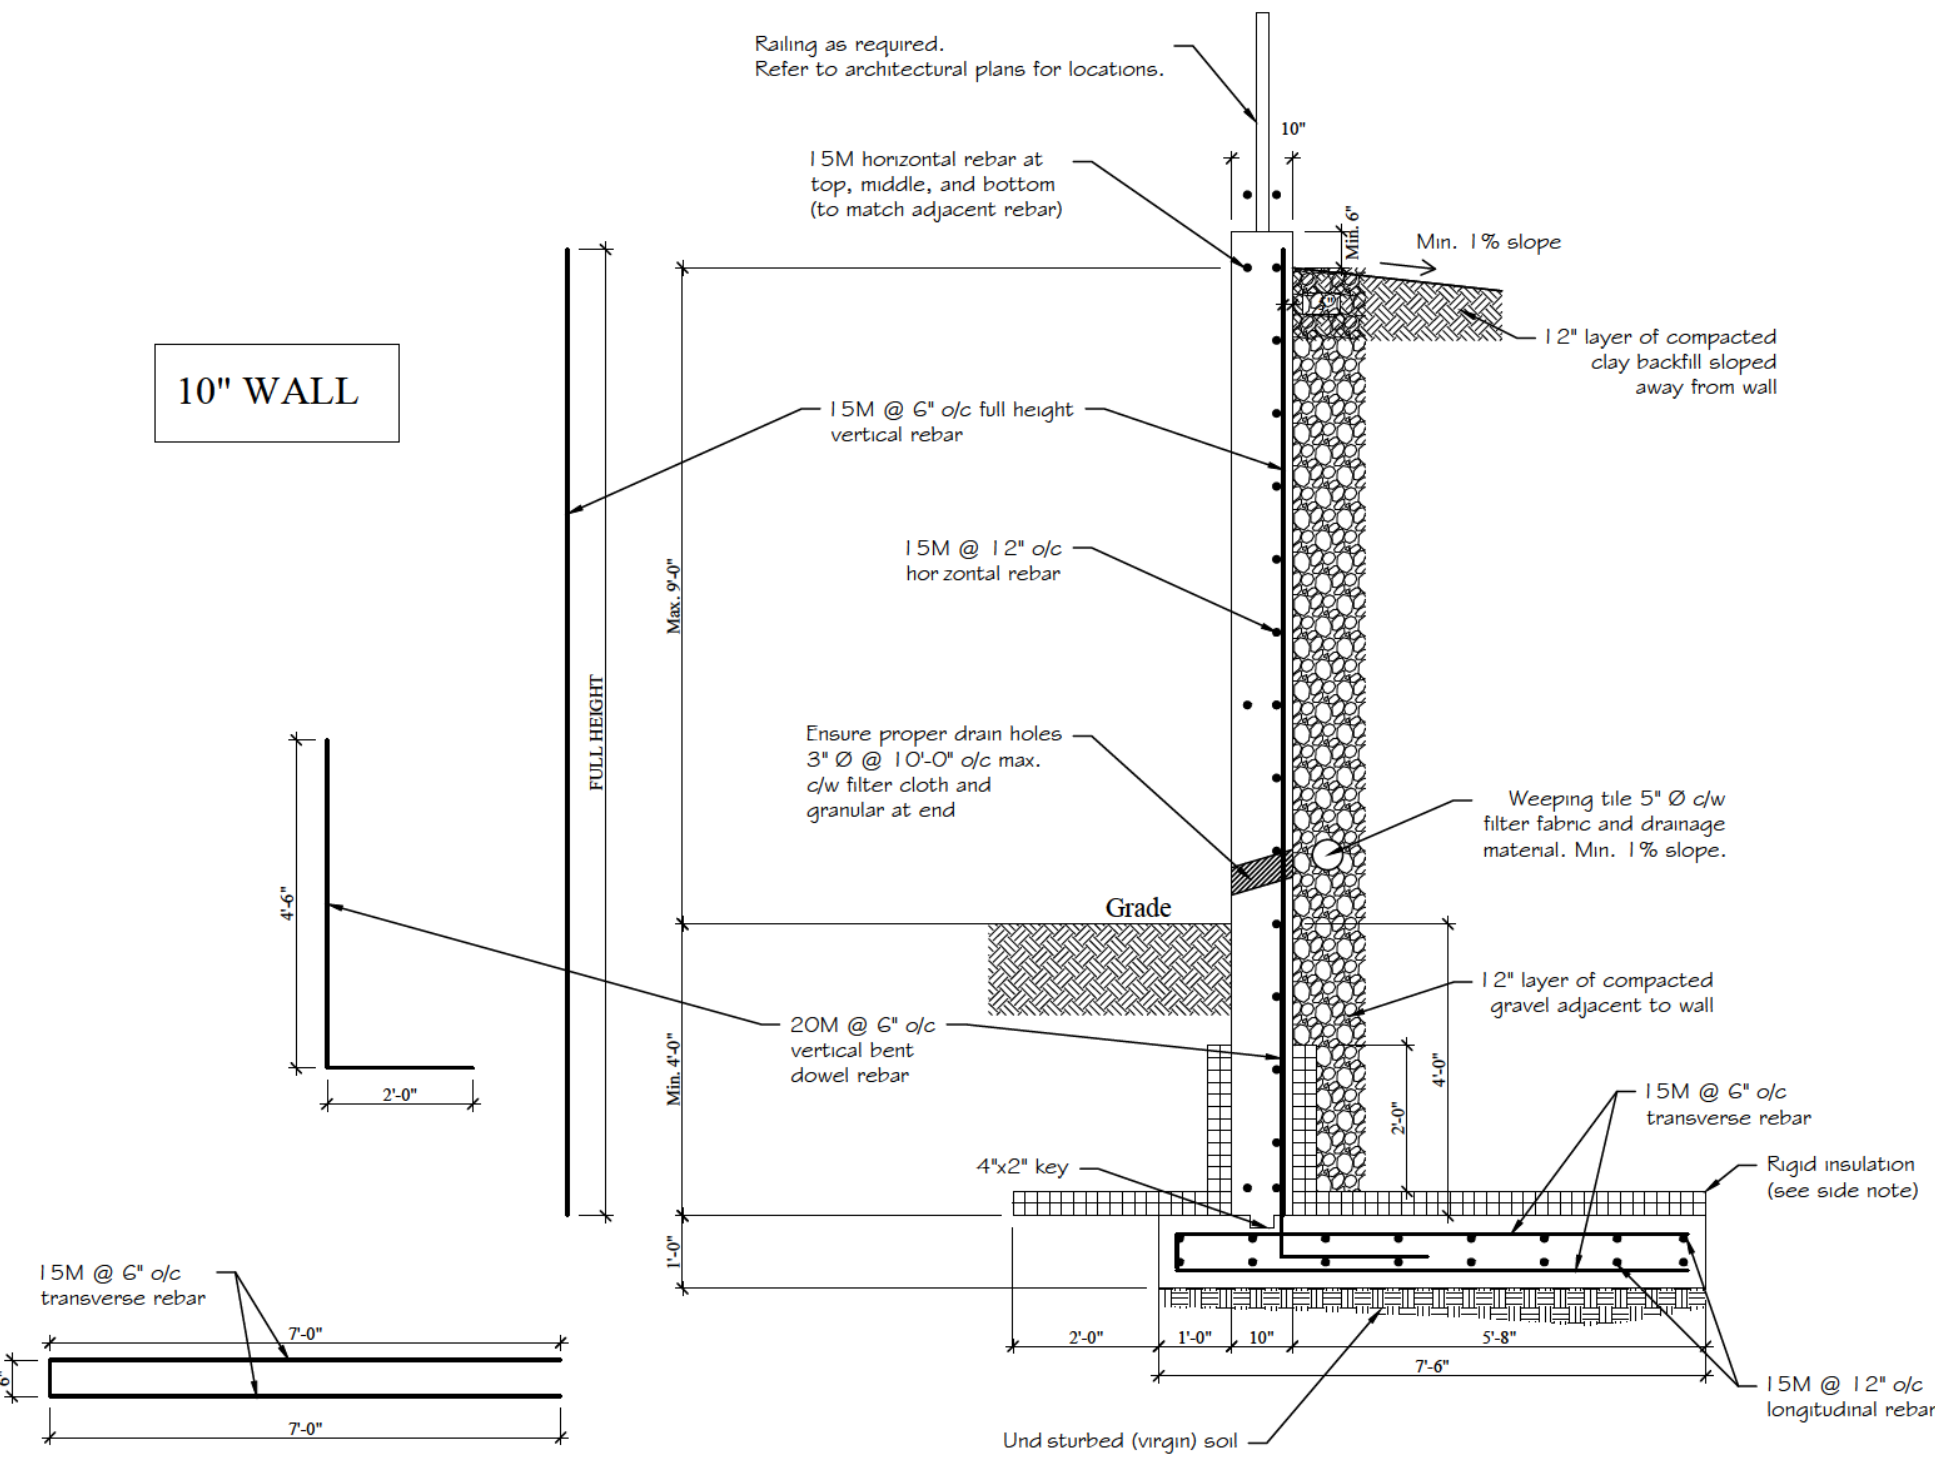 Railing as required.
Refer to architectural plans for locations.
10"
15M horizontal rebar at
top, middle, and bottom
(to match adjacent rebar)
Min. 6"
Min. 1% slope
5"
12" layer of compacted
clay backfill sloped
away from wall
10" WALL
15M @ 6" o/c full height
vertical rebar
15M @ 12" o/c
hor zontal rebar
Max. 9'-0"
FULL HEIGHT
Ensure proper drain holes
3" Ø @ 10'-0" o/c max.
c/w filter cloth and
granular at end
Weeping tile 5" Ø c/w
filter fabric and drainage
material. Min. 1% slope.
4'-6"
Grade
12" layer of compacted
gravel adjacent to wall
20M @ 6" o/c
vertical bent
dowel rebar
Min. 4'-0"
4'-0"
2'-0"
2'-0"
15M @ 6" o/c
transverse rebar
4"x2" key
Rigid insulation
(see side note)
1'-0"
15M @ 6" o/c
transverse rebar
7'-0"
6"
7'-0"
2'-0"
1'-0"
10"
5'-8"
7'-6"
15M @ 12" o/c
longitudinal rebar
Und sturbed (virgin) soil